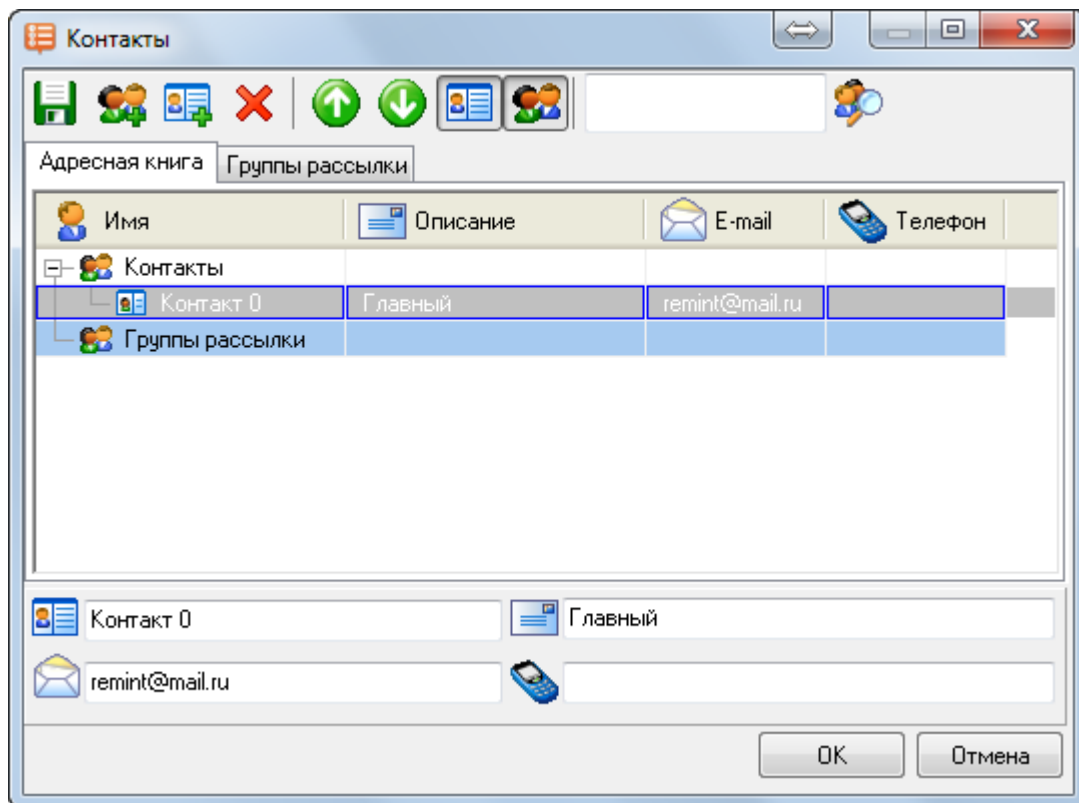 Контакты
Адресная книга Группы рассылки
Имя Описание E-mail Телефон
Контакты
Контакт 0 Главный remint@mail.ru
Группы рассылки
Контакт 0 Главный
remint@mail.ru
OK Отмена